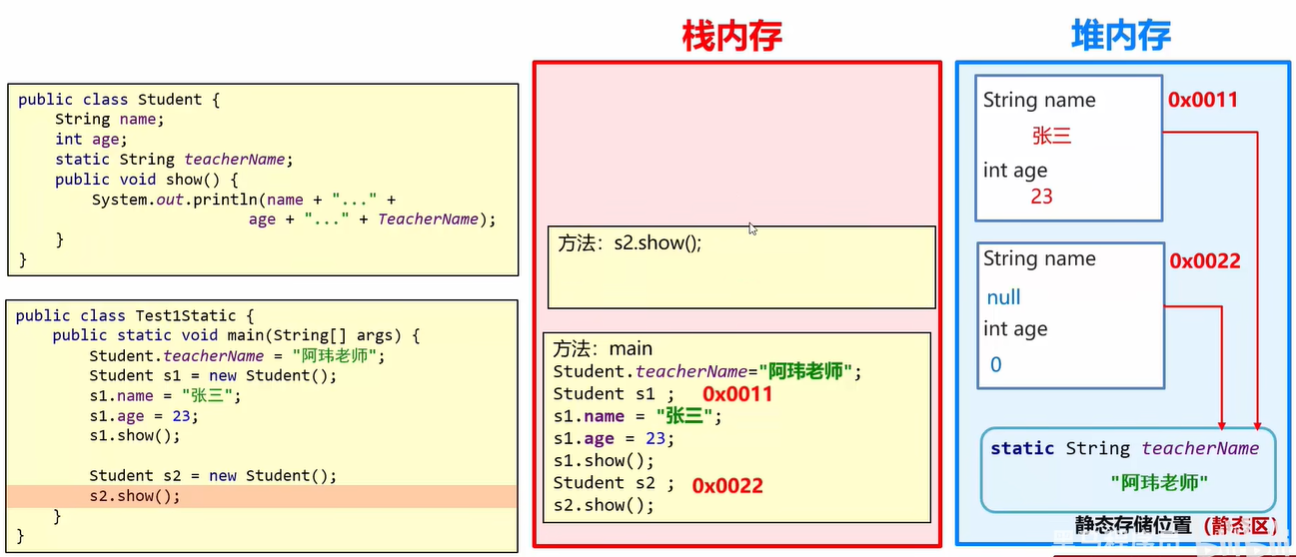 栈内存
堆内存
public class Student {
String name;
int age;
static String teacherName;
public void show() {
System.out.println(name + "..." +
age + "..." + TeacherName);
}
}
public class Test1Static {
public static void main(String[] args) {
Student.teacherName = "阿玮老师";
Student s1 = new Student();
s1.name = "张三";
s1.age = 23;
s1.show();
Student s2 = new Student();
s2.show();
}
}
方法：s2.show();
方法：main
Student.teacherName="阿玮老师";
Student s1 ; 0x0011
s1.name = "张三";
s1.age = 23;
s1.show();
Student s2 ; 0x0022
s2.show();
String name
0x0011
张三
int age
23
String name
0x0022
null
int age
0
static String teacherName
"阿玮老师"
静态存储位置（静态区）